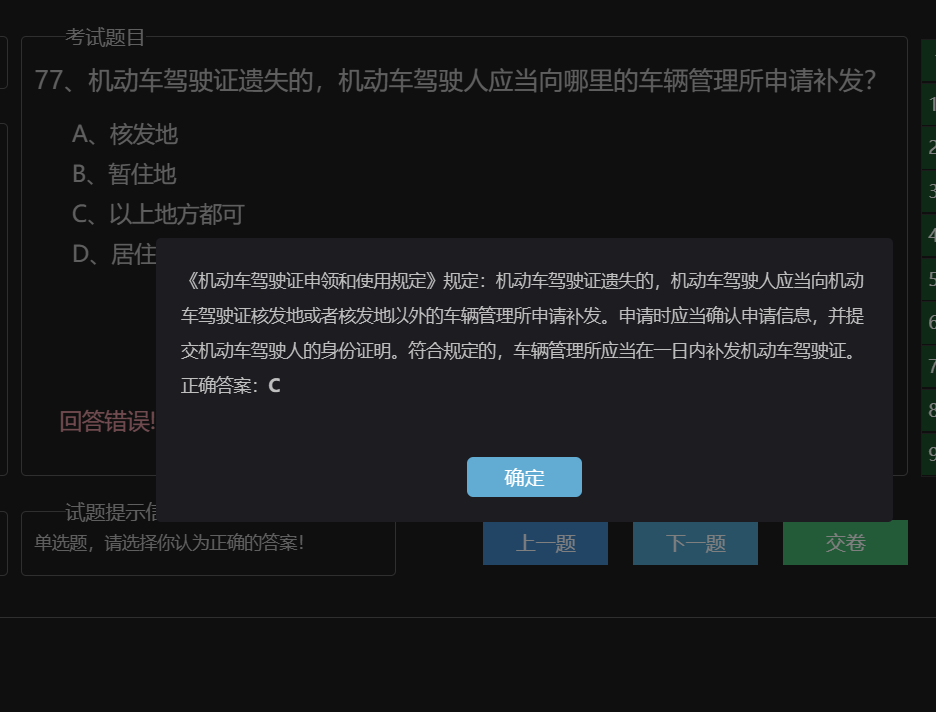 考试题目
77、机动车驾驶证遗失的，机动车驾驶人应当向哪里的车辆管理所申请补发?
A、核发地
B、暂住地
C、以上地方都可
D、居住
《机动车驾驶证申领和使用规定》规定：机动车驾驶证遗失的，机动车驾驶人应当向机动
车驾驶证核发地或者核发地以外的车辆管理所申请补发。申请时应当确认申请信息，并提
交机动车驾驶人的身份证明。符合规定的，车辆管理所应当在一日内补发机动车驾驶证。
正确答案：C
回答错误!
确定
试题提示信
单选题，请选择你认为正确的答案!
上一题
下一题
交卷
1
2
3
4
5
6
7
8
9